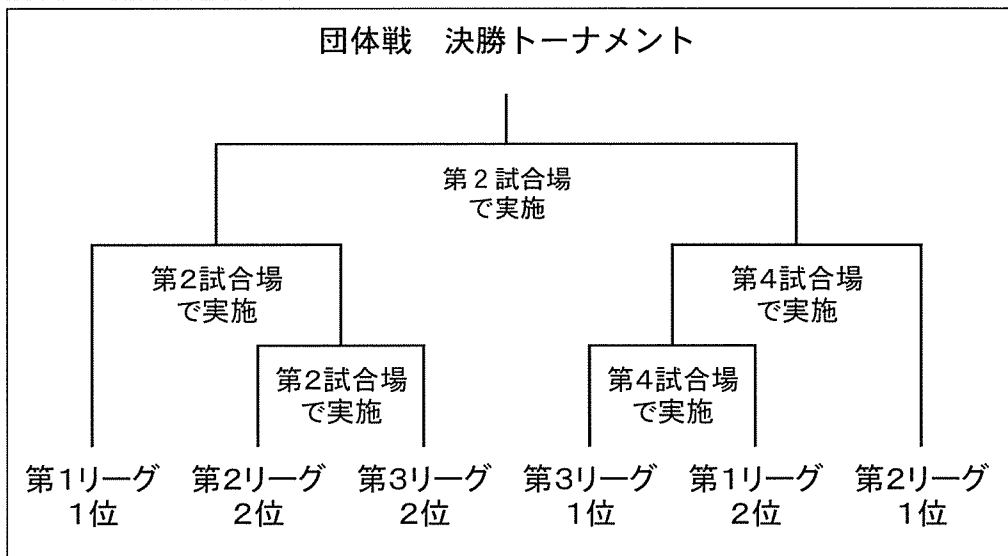 団体戦　決勝トーナメント
第２試合場
で実施
第2試合場
で実施
第4試合場
で実施
第2試合場
で実施
第4試合場
で実施
第1リーグ
1位
第2リーグ
2位
第3リーグ
2位
第3リーグ
1位
第1リーグ
2位
第2リーグ
1位